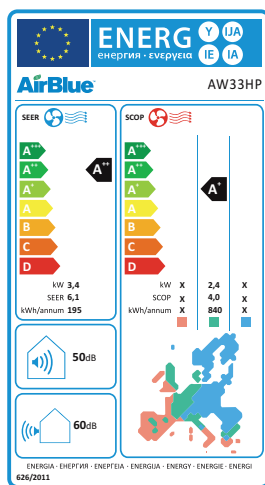 ENERG Y IJA
енергия · ενεργεια IE IA
AirBlue AW33HP
SEER
SCOP
A+++ A+++
A++ A++ A++
A+ A+ A+
A A
B B
C C
D D
kW 3,4 kW X 2,4 X
SEER 6,1 SCOP X 4,0 X
kWh/annum 195 kWh/annum X 840 X
50dB
60dB
ENERGIA · ЕНЕРГИЯ · ΕΝΕΡΓΕΙΑ · ENERGIJA · ENERGY · ENERGIE · ENERGI
626/2011